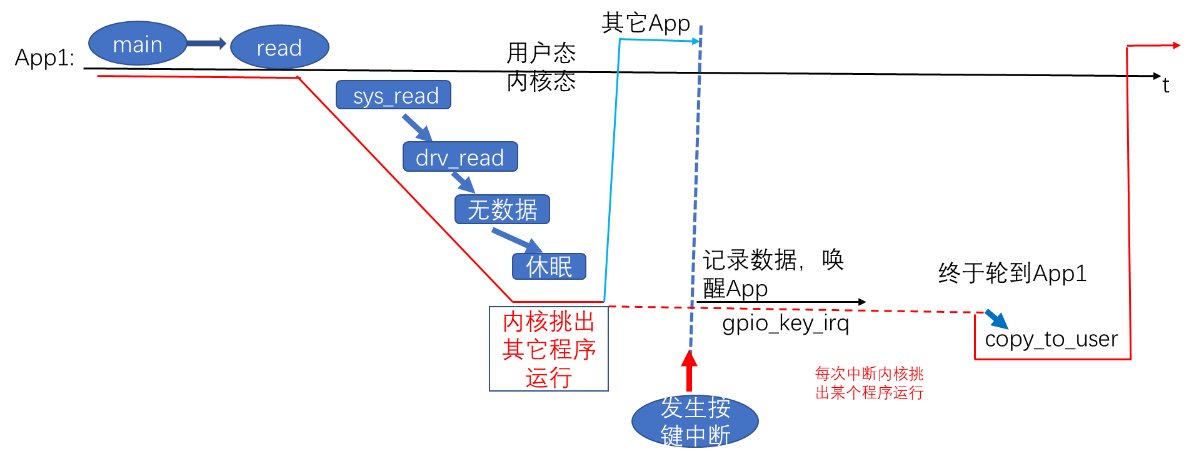 其它App
App1:
main
read
用户态
内核态
t
sys_read
drv_read
无数据
休眠
记录数据，唤
醒App
gpio_key_irq
终于轮到App1
copy_to_user
内核挑出
其它程序
运行
每次中断内核挑
出某个程序运行
发生按
键中断